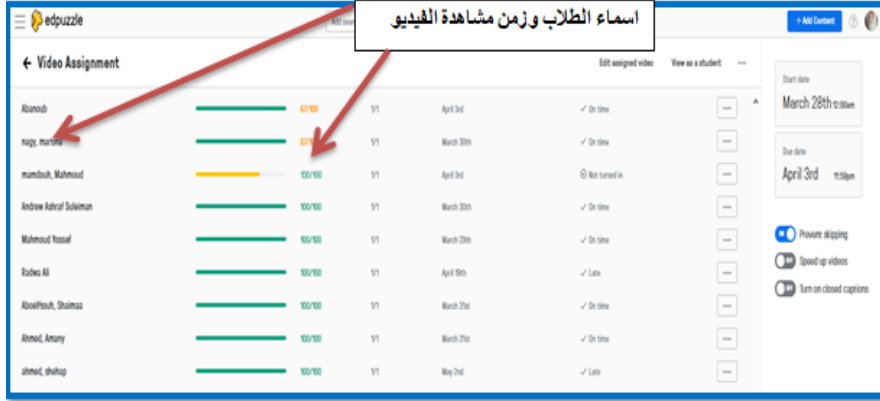 اسماء الطلاب وزمن مشاهدة الفيديو
edpuzzle
+ Add Content
← Video Assignment
Edit assigned video
View as a student
Start date
March 28th 12:00am
Due date
April 3rd 11:59pm
Prevent skipping
Speed up videos
Turn on closed captions
Abanoub 67/100 1/1 April 3rd ✓ On time
nagy, martina 1/1 March 30th ✓ On time
mamdouh, Mahmoud 100/100 1/1 April 3rd Not turned in
Andrew Ashraf Suleiman 100/100 1/1 March 30th ✓ On time
Mahmoud Yossef 100/100 1/1 March 29th ✓ On time
Radwa Ali 100/100 1/1 April 19th ✓ Late
Aboelftouh, Shaimaa 100/100 1/1 March 31st ✓ On time
Ahmed, Amany 100/100 1/1 March 31st ✓ On time
ahmed, shehap 100/100 1/1 May 2nd ✓ Late